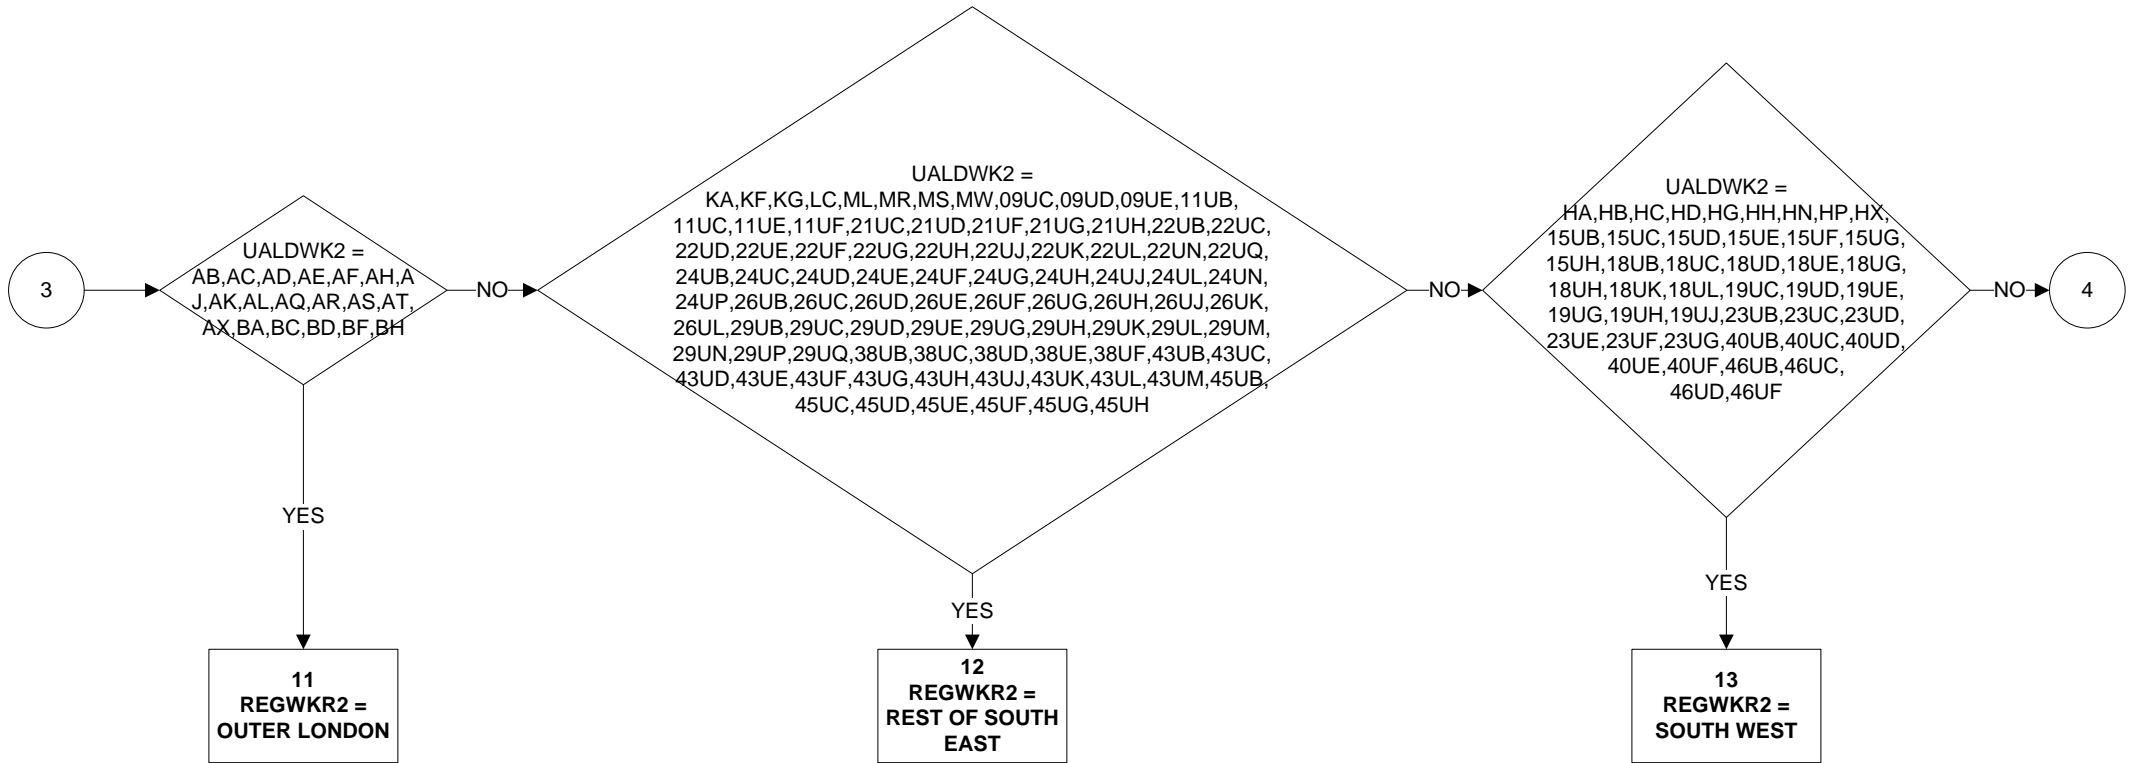 3
UALDWK2 =
AB,AC,AD,AE,AF,AH,A
J,AK,AL,AQ,AR,AS,AT,
AX,BA,BC,BD,BF,BH
NO
UALDWK2 =
KA,KF,KG,LC,ML,MR,MS,MW,09UC,09UD,09UE,11UB,
11UC,11UE,11UF,21UC,21UD,21UF,21UG,21UH,22UB,22UC,
22UD,22UE,22UF,22UG,22UH,22UJ,22UK,22UL,22UN,22UQ,
24UB,24UC,24UD,24UE,24UF,24UG,24UH,24UJ,24UL,24UN,
24UP,26UB,26UC,26UD,26UE,26UF,26UG,26UH,26UJ,26UK,
26UL,29UB,29UC,29UD,29UE,29UG,29UH,29UK,29UL,29UM,
29UN,29UP,29UQ,38UB,38UC,38UD,38UE,38UF,43UB,43UC,
43UD,43UE,43UF,43UG,43UH,43UJ,43UK,43UL,43UM,45UB,
45UC,45UD,45UE,45UF,45UG,45UH
NO
UALDWK2 =
HA,HB,HC,HD,HG,HH,HN,HP,HX,
15UB,15UC,15UD,15UE,15UF,15UG,
15UH,18UB,18UC,18UD,18UE,18UG,
18UH,18UK,18UL,19UC,19UD,19UE,
19UG,19UH,19UJ,23UB,23UC,23UD,
23UE,23UF,23UG,40UB,40UC,40UD,
40UE,40UF,46UB,46UC,
46UD,46UF
NO
4
YES
YES
YES
11
REGWKR2 =
OUTER LONDON
12
REGWKR2 =
REST OF SOUTH
EAST
13
REGWKR2 =
SOUTH WEST